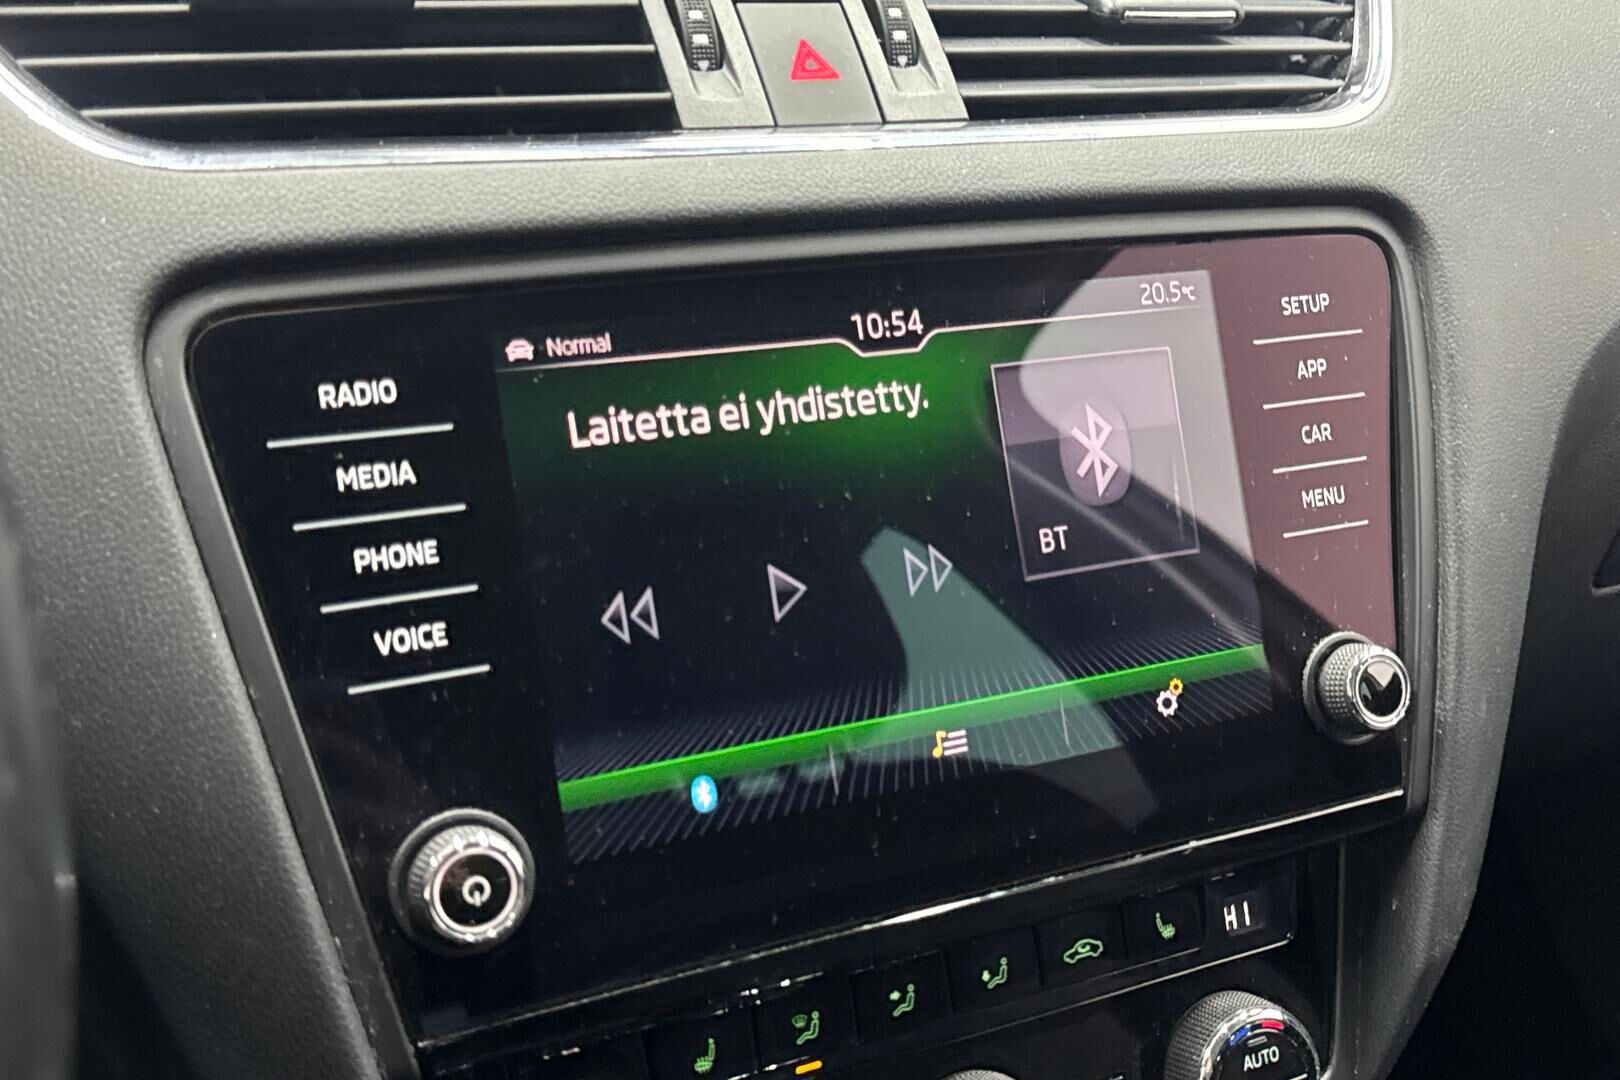 Normal
10:54
20.5°C
RADIO
MEDIA
PHONE
VOICE
Laitetta ei yhdistetty.
BT
SETUP
APP
CAR
MENU
HI
AUTO